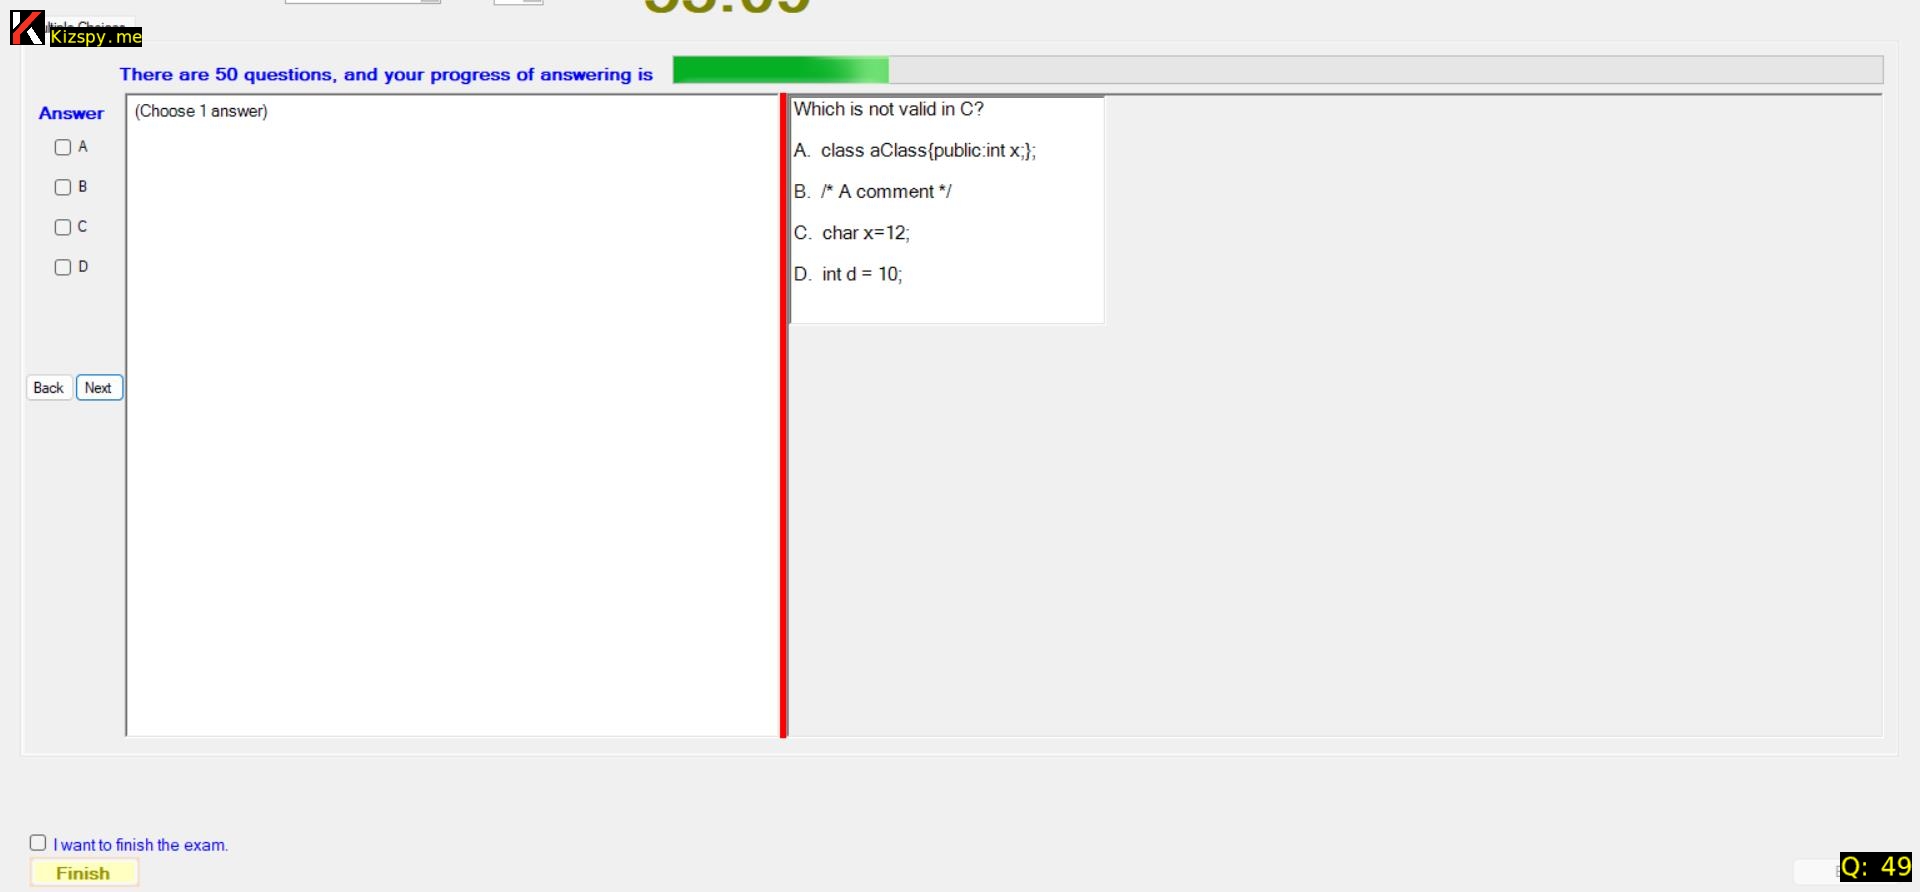 Kizspy.me
There are 50 questions, and your progress of answering is
Answer
(Choose 1 answer)
A
B
C
D
Back
Next
Which is not valid in C?
A. class aClass{public:int x;};
B. /* A comment */
C. char x=12;
D. int d = 10;
I want to finish the exam.
Finish
Q: 49